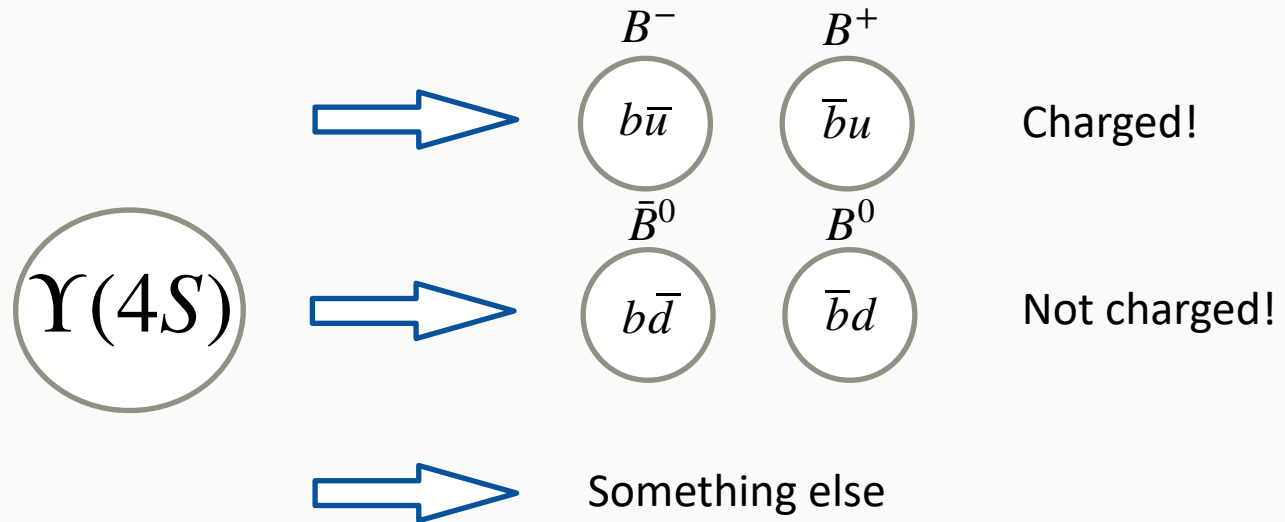 B⁻ B⁺
bū b̄u Charged!
B̄⁰ B⁰
ϒ(4S) bd̄ b̄d Not charged!
Something else